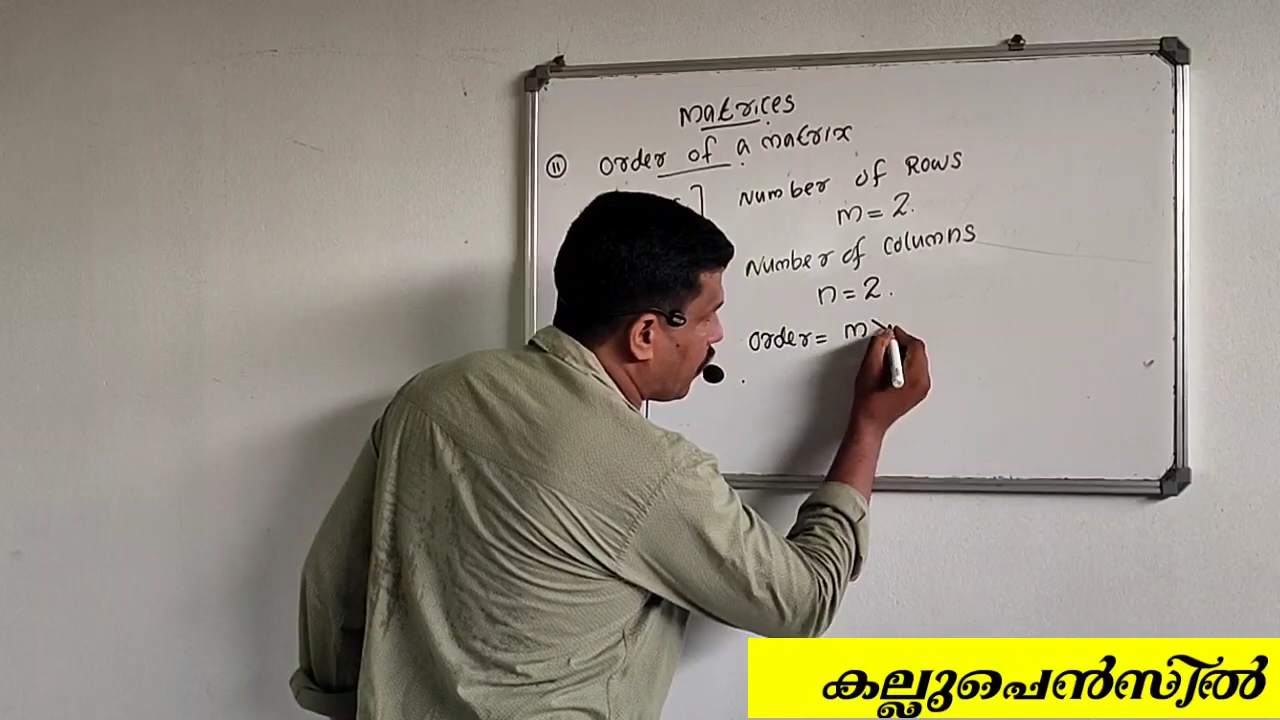 Matrices
⑪ Order of a matrix
Number of Rows
m = 2.
Number of columns
n = 2.
Order = m ×
കല്ലുപെൻസിൽ